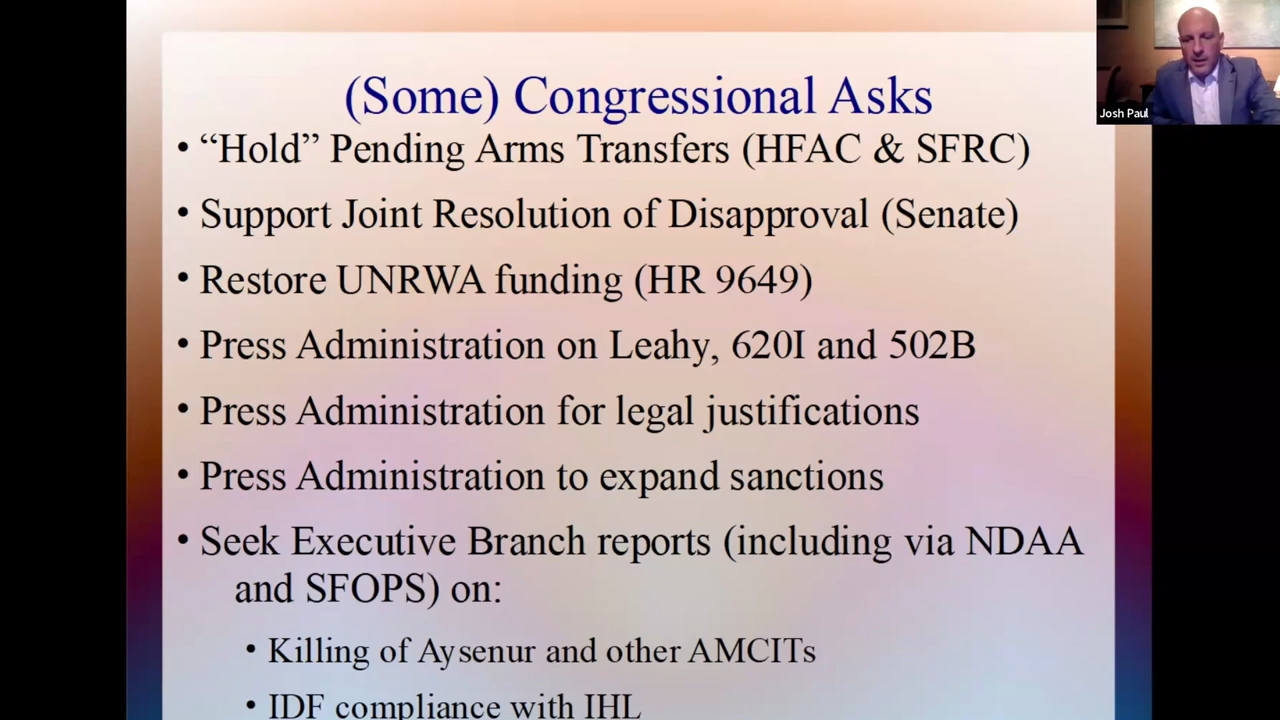 (Some) Congressional Asks
• “Hold” Pending Arms Transfers (HFAC & SFRC)
• Support Joint Resolution of Disapproval (Senate)
• Restore UNRWA funding (HR 9649)
• Press Administration on Leahy, 620I and 502B
• Press Administration for legal justifications
• Press Administration to expand sanctions
• Seek Executive Branch reports (including via NDAA
and SFOPS) on:
• Killing of Aysenur and other AMCITs
• IDF compliance with IHL
Josh Paul